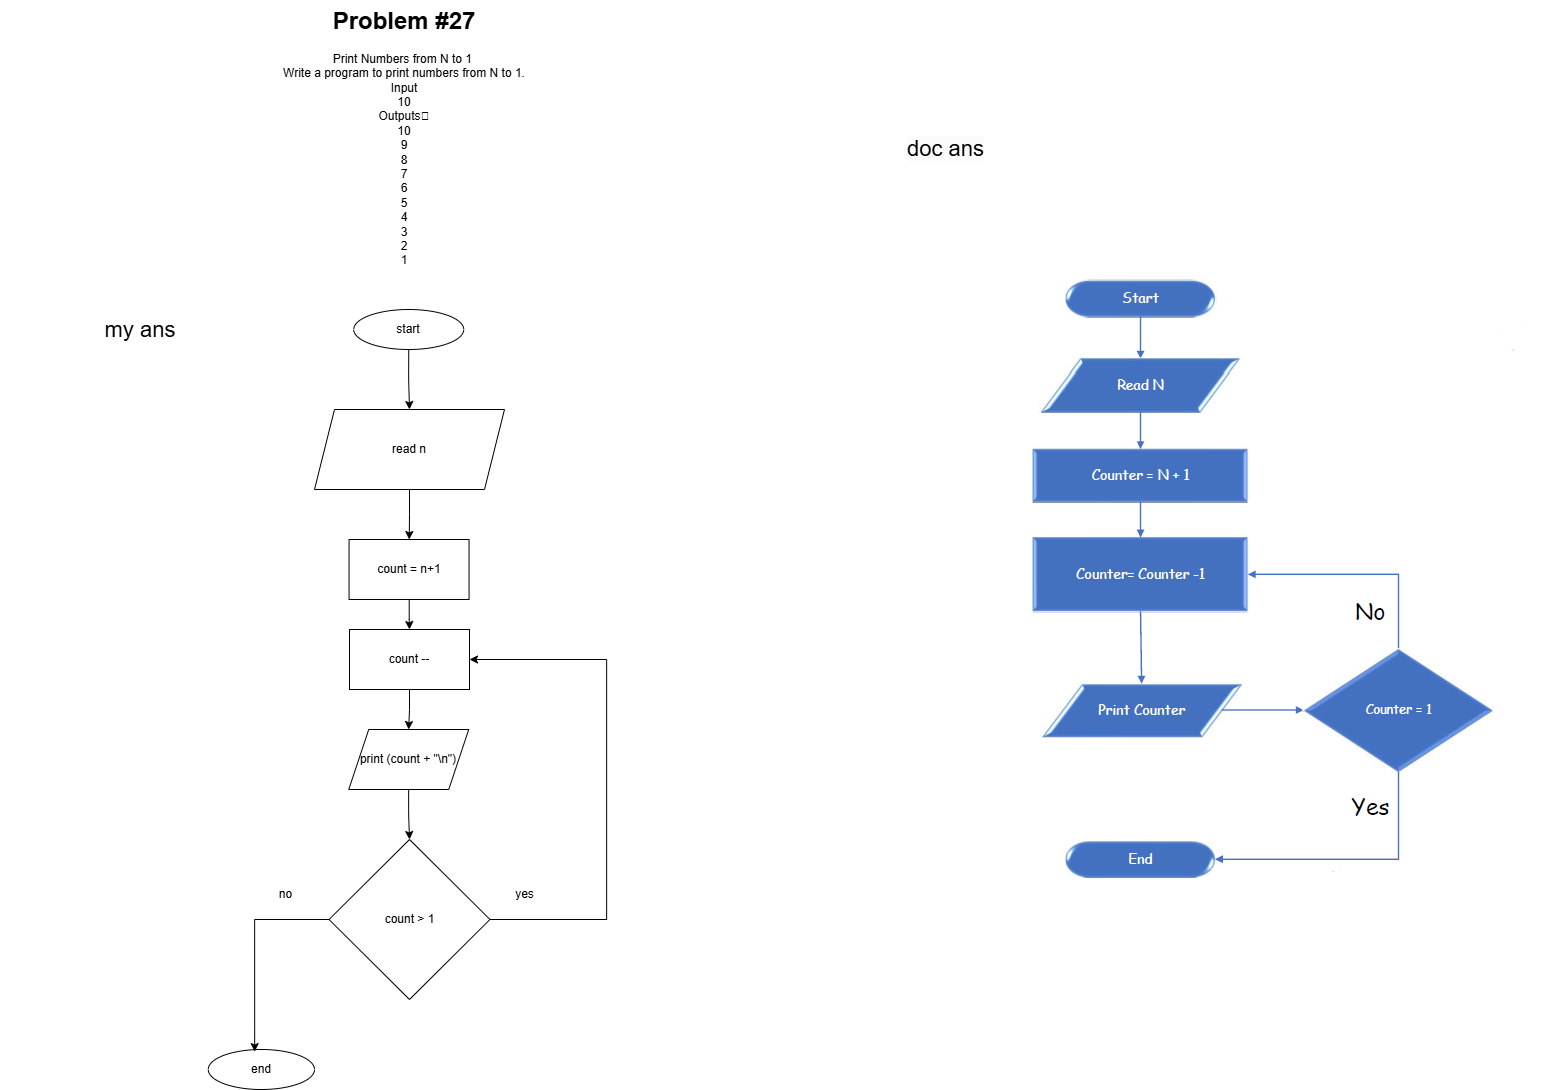 Problem #27
Print Numbers from N to 1
Write a program to print numbers from N to 1.
Input
10
Outputs
10
9
8
7
6
5
4
3
2
1
my ans
start
read n
count = n+1
count --
print (count + "\n")
count > 1
no
yes
end
doc ans
Start
Read N
Counter = N + 1
Counter= Counter -1
Print Counter
Counter = 1
No
Yes
End